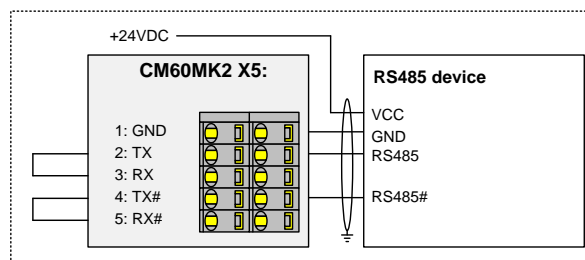 +24VDC
CM60MK2 X5:
1: GND
2: TX
3: RX
4: TX#
5: RX#
RS485 device
VCC
GND
RS485
RS485#